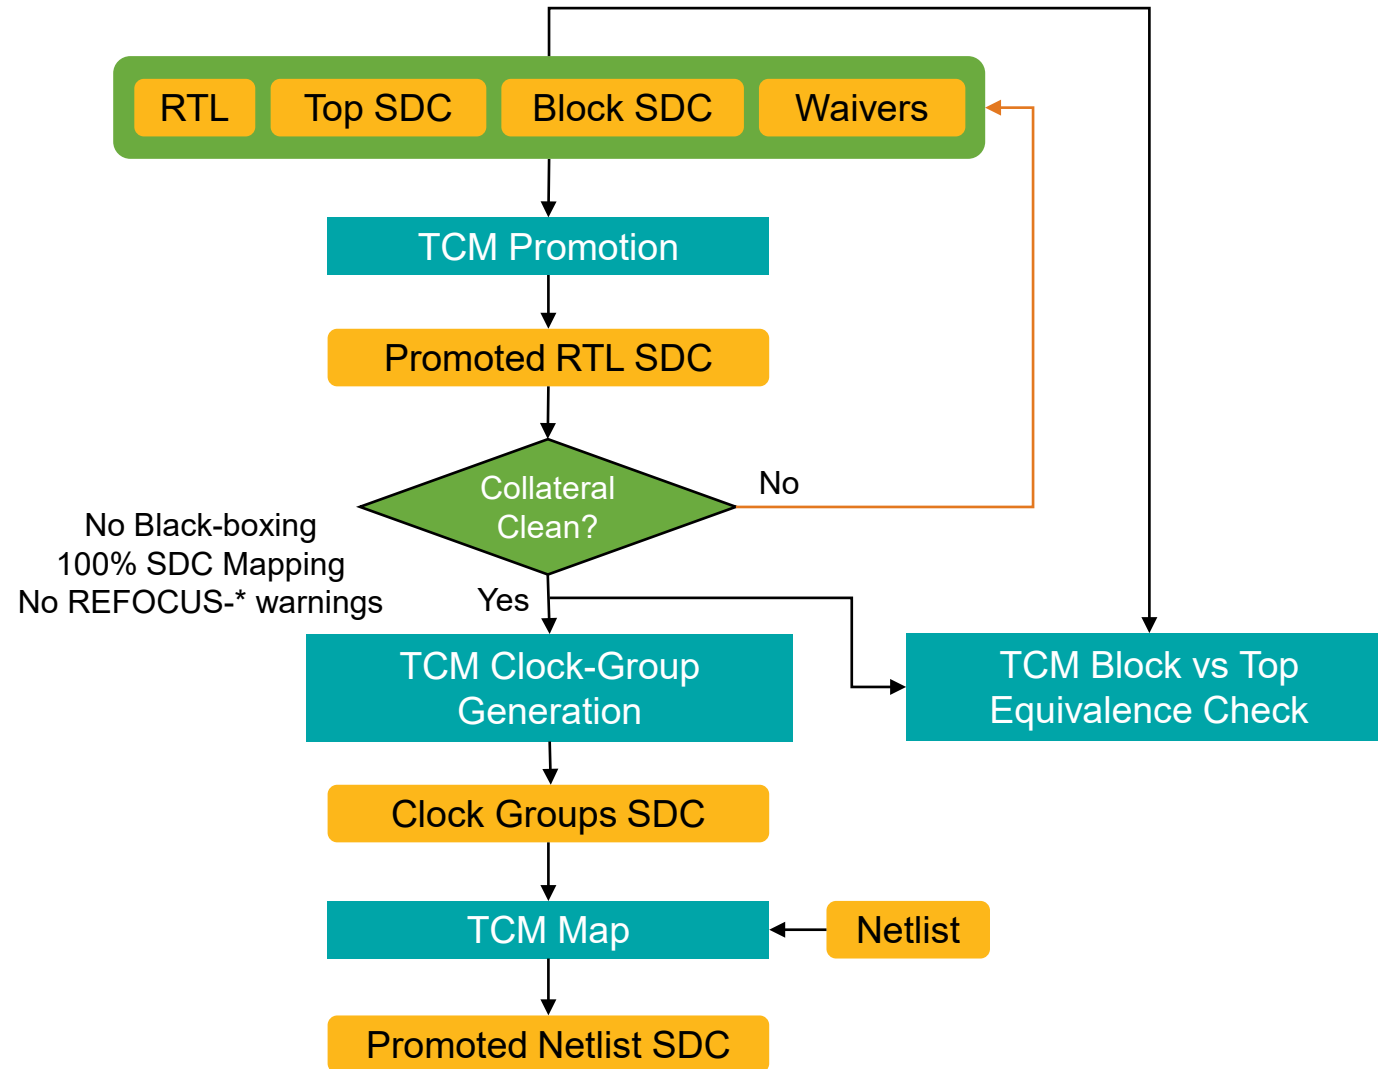 RTL
Top SDC
Block SDC
Waivers
TCM Promotion
Promoted RTL SDC
Collateral
Clean?
No
No Black-boxing
100% SDC Mapping
No REFOCUS-* warnings
Yes
TCM Clock-Group
Generation
TCM Block vs Top
Equivalence Check
Clock Groups SDC
TCM Map
Netlist
Promoted Netlist SDC